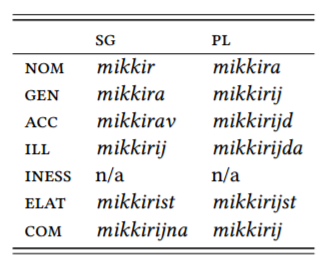 SG PL
NOM mikkir mikkira
GEN mikkira mikkirij
ACC mikkirav mikkirijd
ILL mikkirij mikkirijda
INESS n/a n/a
ELAT mikkirist mikkirijst
COM mikkirijna mikkirij